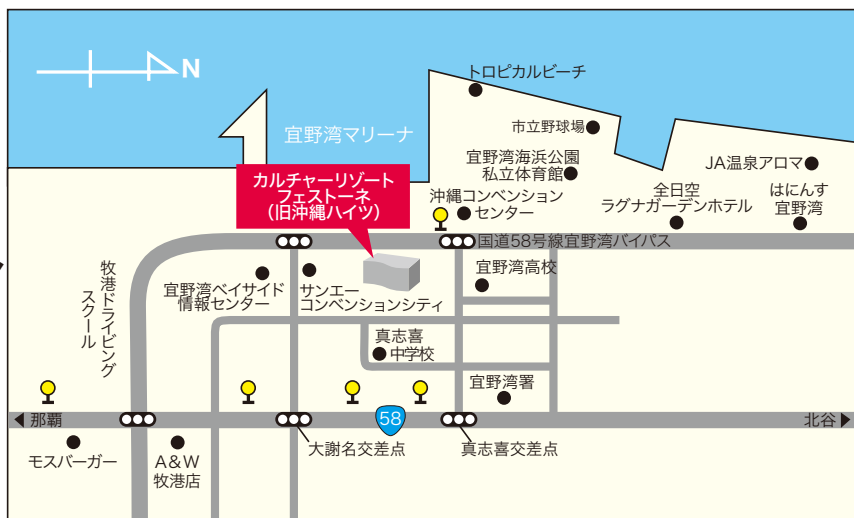 N
トロピカルビーチ
宜野湾マリーナ
市立野球場
宜野湾海浜公園
私立体育館
JA温泉アロマ
カルチャーリゾート
フェストーネ
(旧沖縄ハイツ)
沖縄コンベンション
センター
全日空
ラグナガーデンホテル
はにんす
宜野湾
国道58号線宜野湾バイパス
牧港ドライビング
スクール
宜野湾ベイサイド
情報センター
サンエー
コンベンションシティ
宜野湾高校
真志喜
中学校
宜野湾署
那覇
58
北谷
モスバーガー
A&W
牧港店
大謝名交差点
真志喜交差点